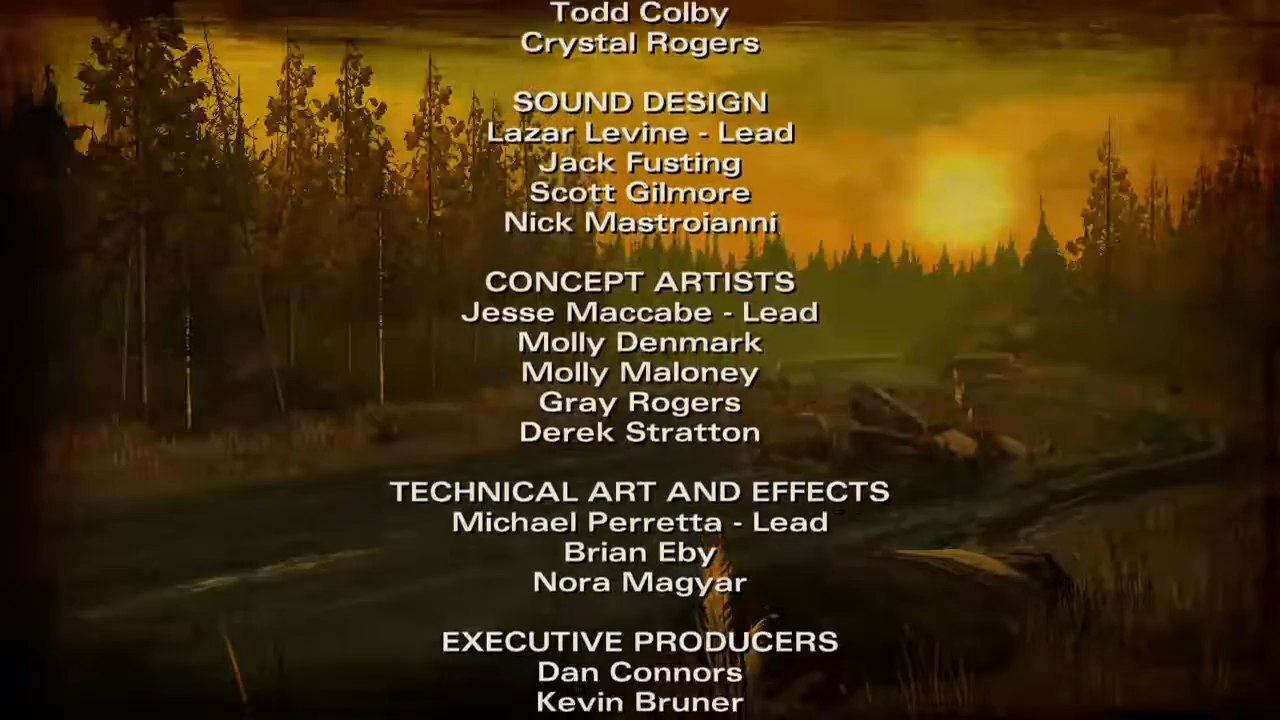 Todd Colby
Crystal Rogers
SOUND DESIGN
Lazar Levine - Lead
Jack Fusting
Scott Gilmore
Nick Mastroianni
CONCEPT ARTISTS
Jesse Maccabe - Lead
Molly Denmark
Molly Maloney
Gray Rogers
Derek Stratton
TECHNICAL ART AND EFFECTS
Michael Perretta - Lead
Brian Eby
Nora Magyar
EXECUTIVE PRODUCERS
Dan Connors
Kevin Bruner